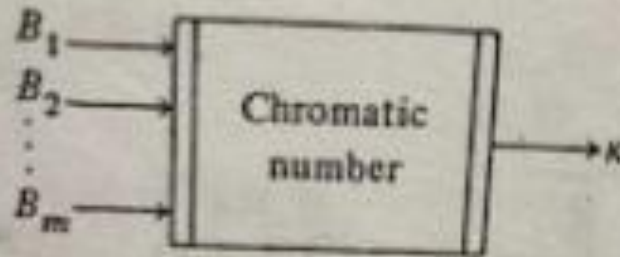 B₁
B₂
⋮
Bₘ
Chromatic
number
κ